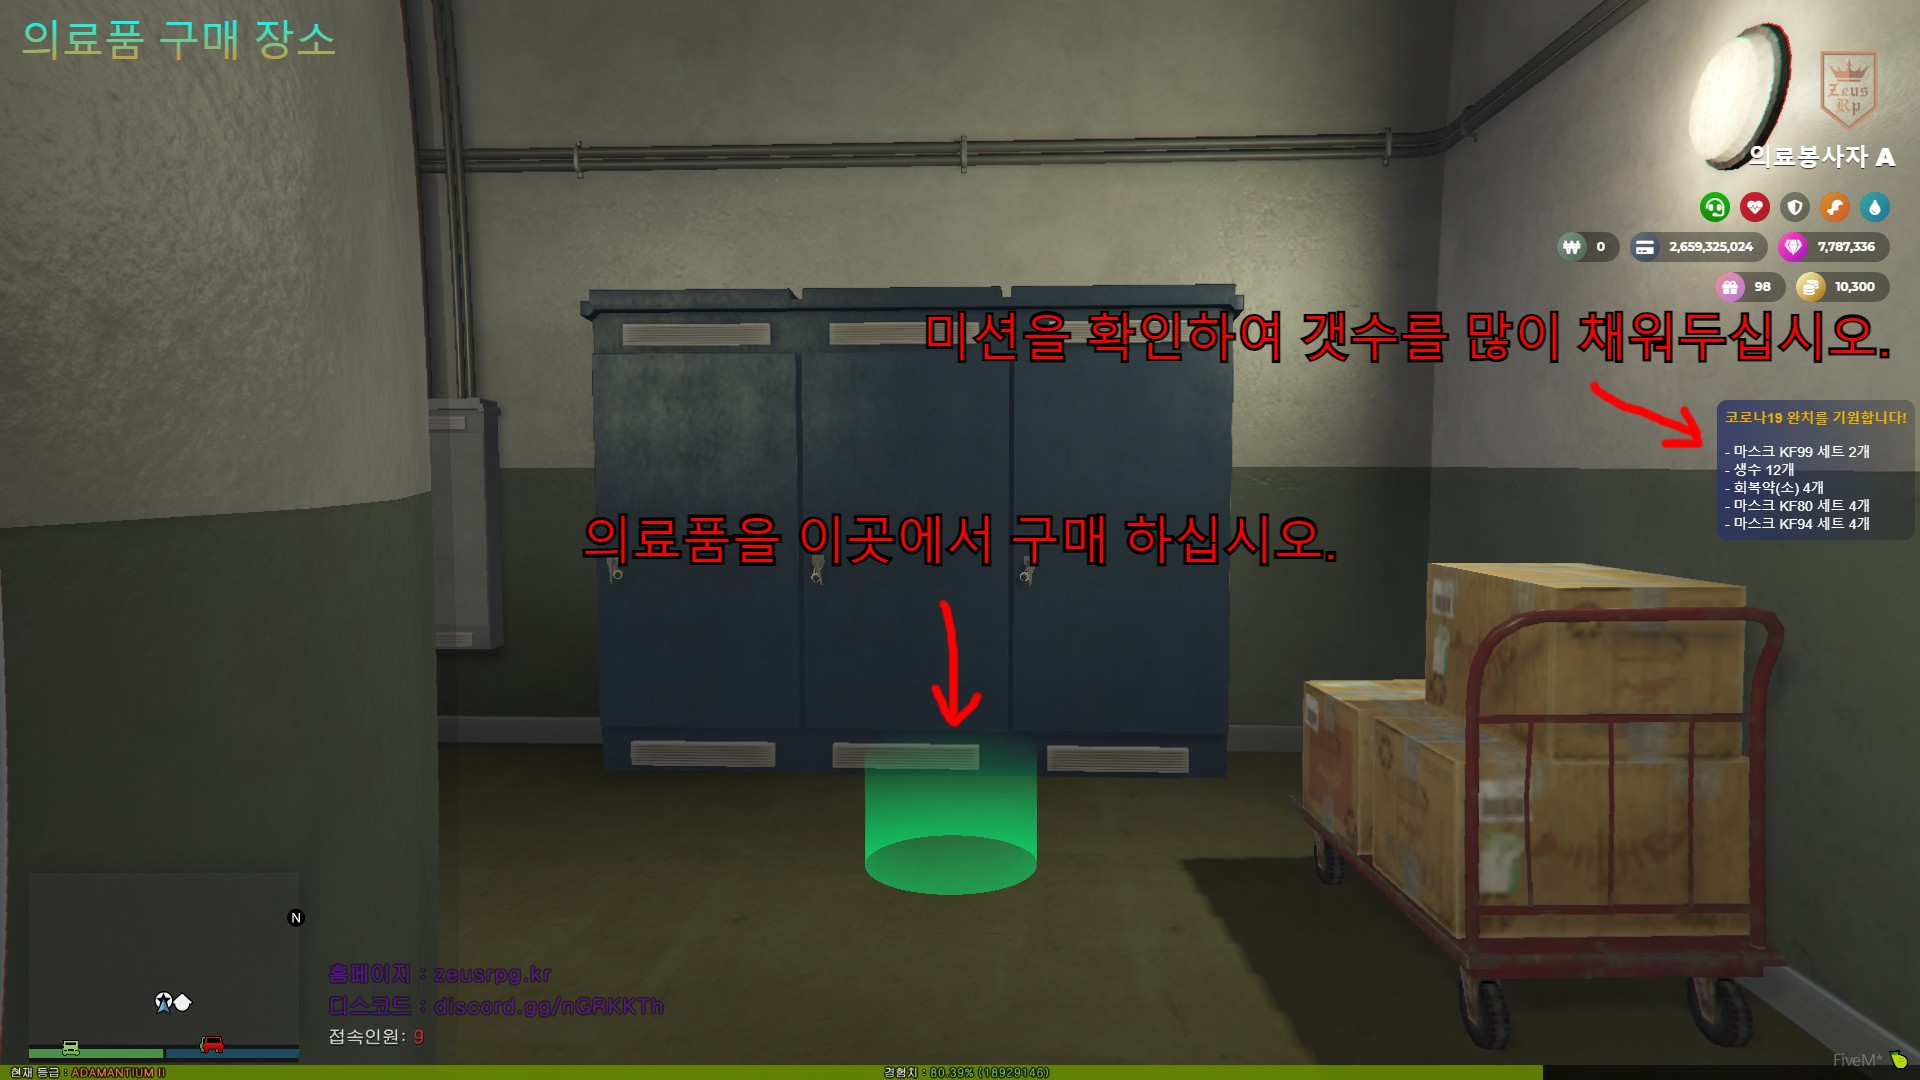 의료품 구매 장소
Zeus
Rp
의료봉사자 A
0
2,659,325,024
7,787,336
98
10,300
미션을 확인하여 갯수를 많이 채워두십시오.
코로나19 완치를 기원합니다!
- 마스크 KF99 세트 2개
- 생수 12개
- 회복약(소) 4개
- 마스크 KF80 세트 4개
- 마스크 KF94 세트 4개
의료품을 이곳에서 구매 하십시오.
N
홈페이지 : zeusrpg.kr
디스코드 : discord.gg/nGRKKTh
접속인원: 9
FiveM*
현재 등급 : ADAMANTIUM II
경험치 : 80.39% (18929146)